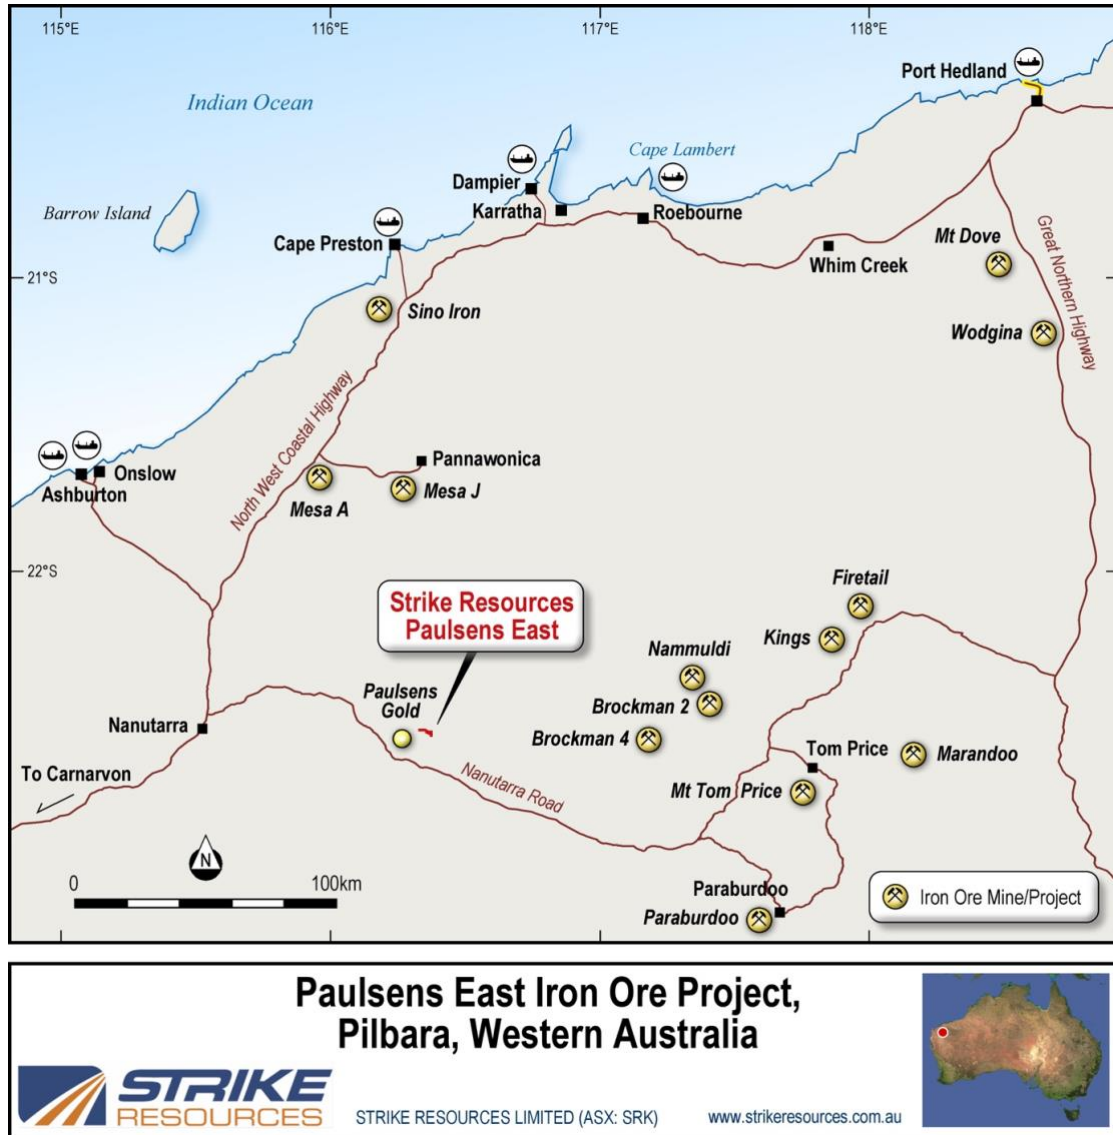 115°E
116°E
117°E
118°E
Port Hedland
Indian Ocean
Cape Lambert
Dampier
Barrow Island
Karratha
Roebourne
Cape Preston
Mt Dove
Whim Creek
21°S
Sino Iron
Great Northern Highway
Wodgina
North West Coastal Highway
Pannawonica
Onslow
Ashburton
Mesa A
Mesa J
22°S
Firetail
Strike Resources
Paulsens East
Kings
Nammuldi
Paulsens
Gold
Brockman 2
Nanutarra
Brockman 4
Tom Price
Marandoo
To Carnarvon
Nanutarra Road
Mt Tom Price
N
0
100km
Paraburdoo
Iron Ore Mine/Project
Paraburdoo
Paulsens East Iron Ore Project,
Pilbara, Western Australia
STRIKE
RESOURCES
STRIKE RESOURCES LIMITED (ASX: SRK)
www.strikeresources.com.au